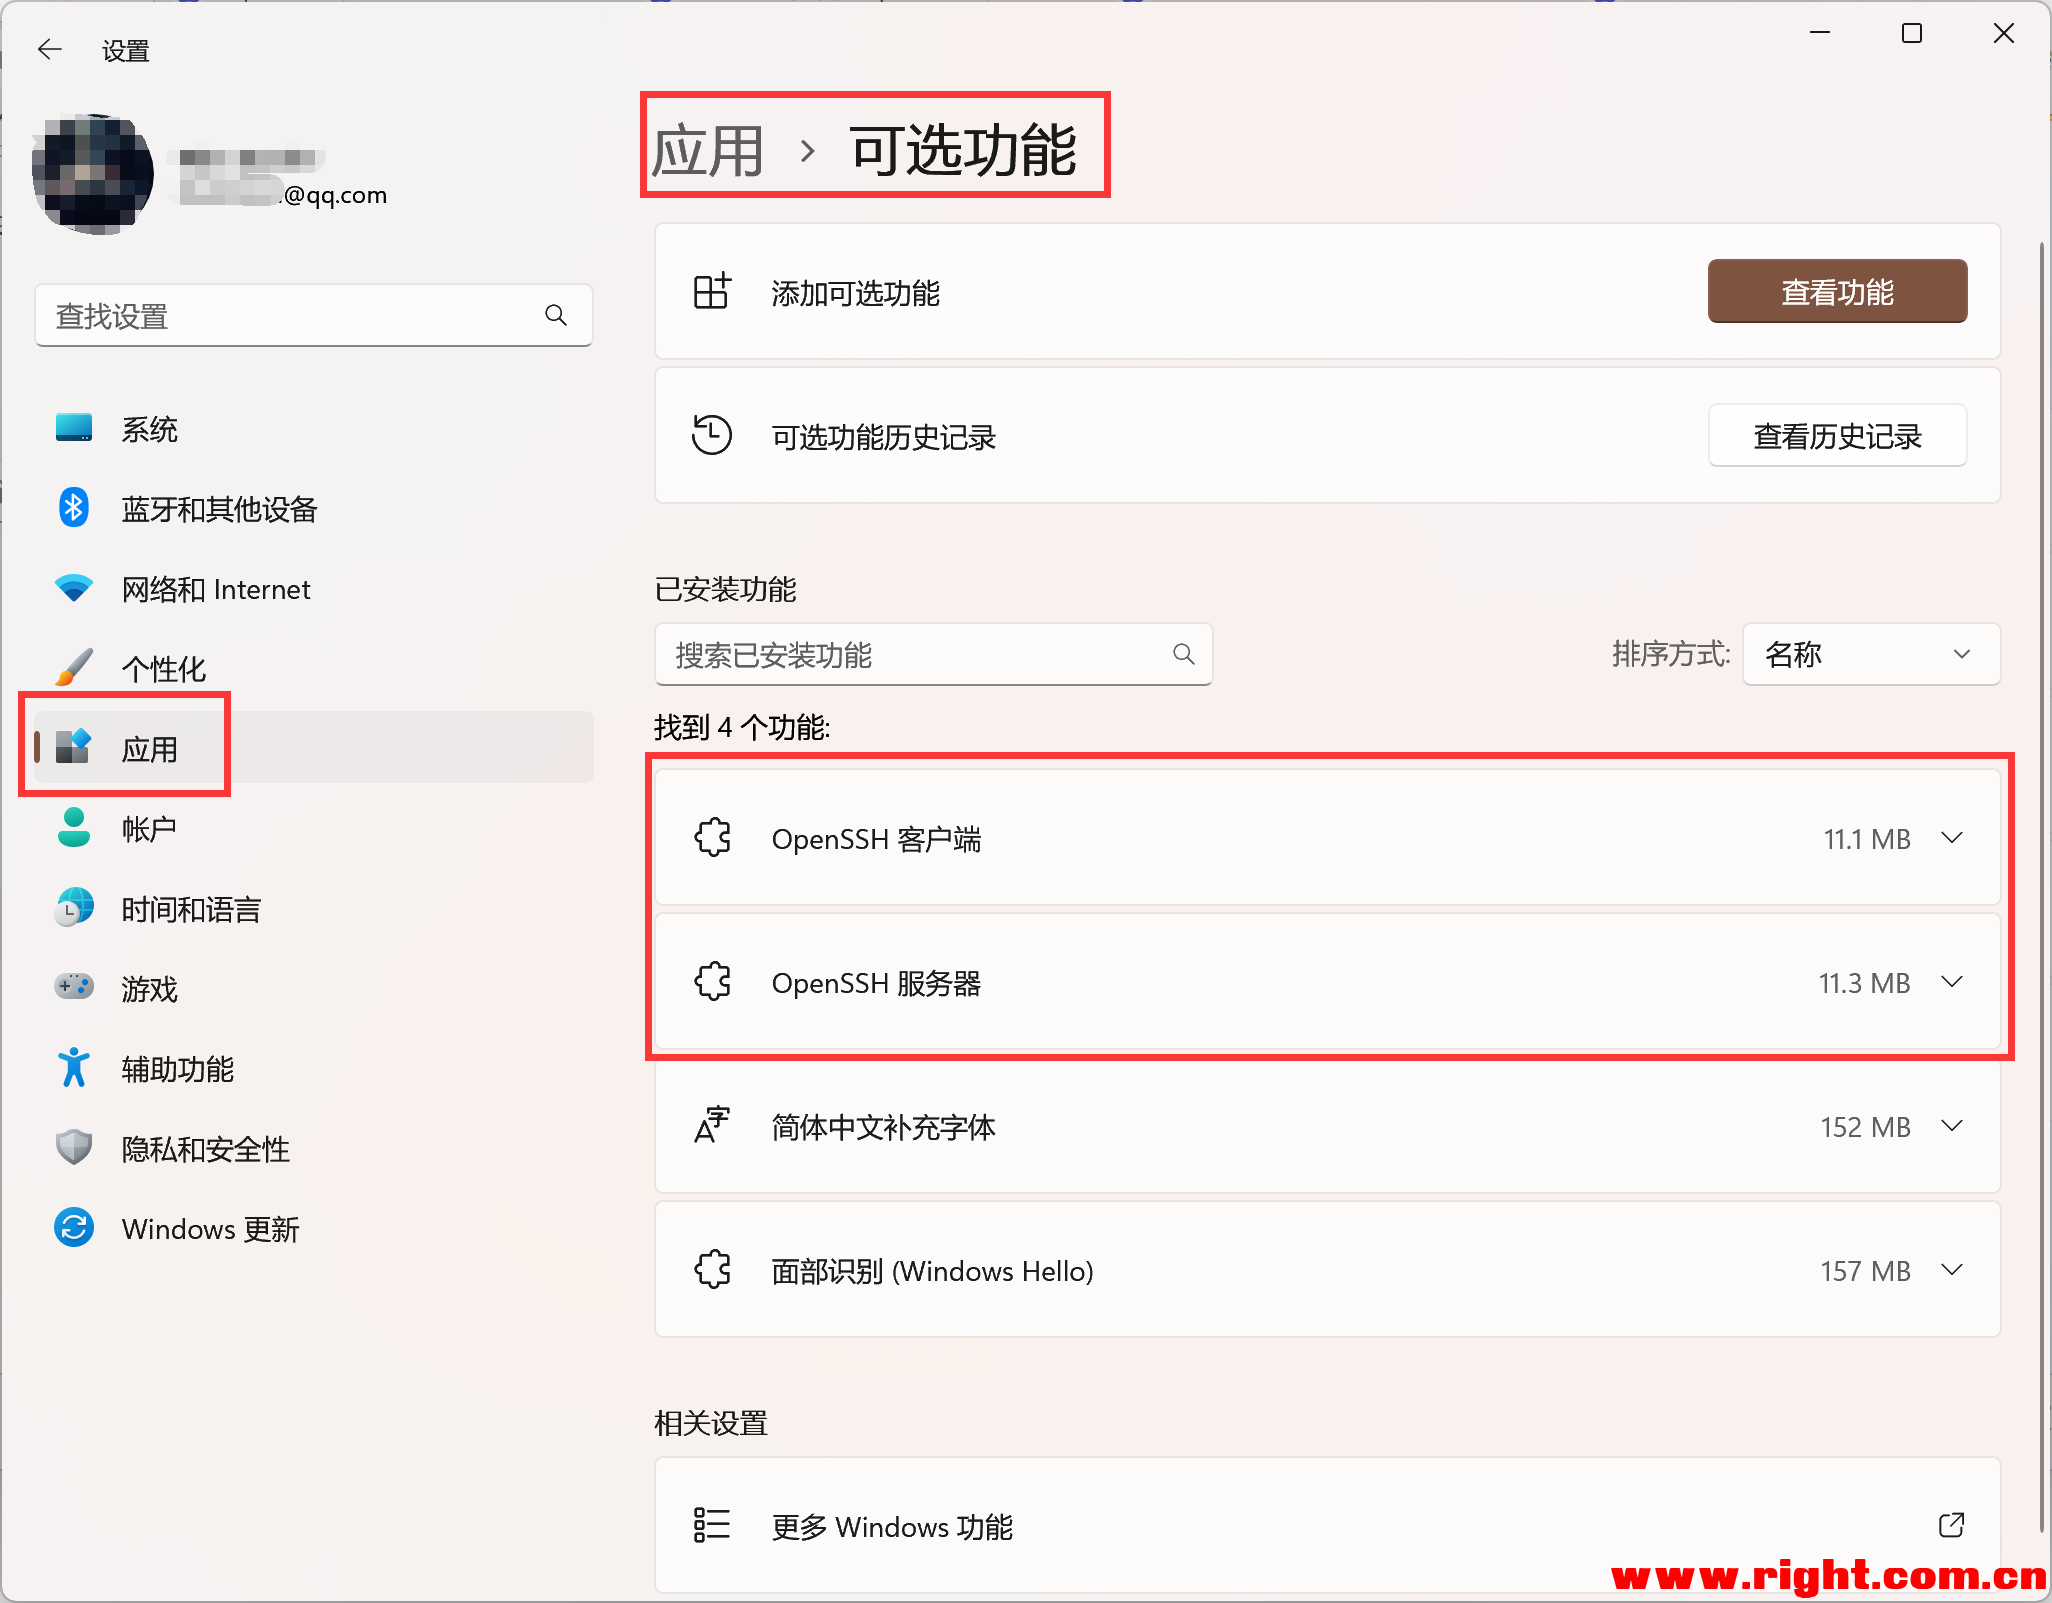 设置
@qq.com
查找设置
系统
蓝牙和其他设备
网络和 Internet
个性化
应用
帐户
时间和语言
游戏
辅助功能
隐私和安全性
Windows 更新
应用 › 可选功能
添加可选功能
查看功能
可选功能历史记录
查看历史记录
已安装功能
搜索已安装功能
排序方式: 名称
找到 4 个功能:
OpenSSH 客户端 11.1 MB
OpenSSH 服务器 11.3 MB
简体中文补充字体 152 MB
面部识别 (Windows Hello) 157 MB
相关设置
更多 Windows 功能
www.right.com.cn